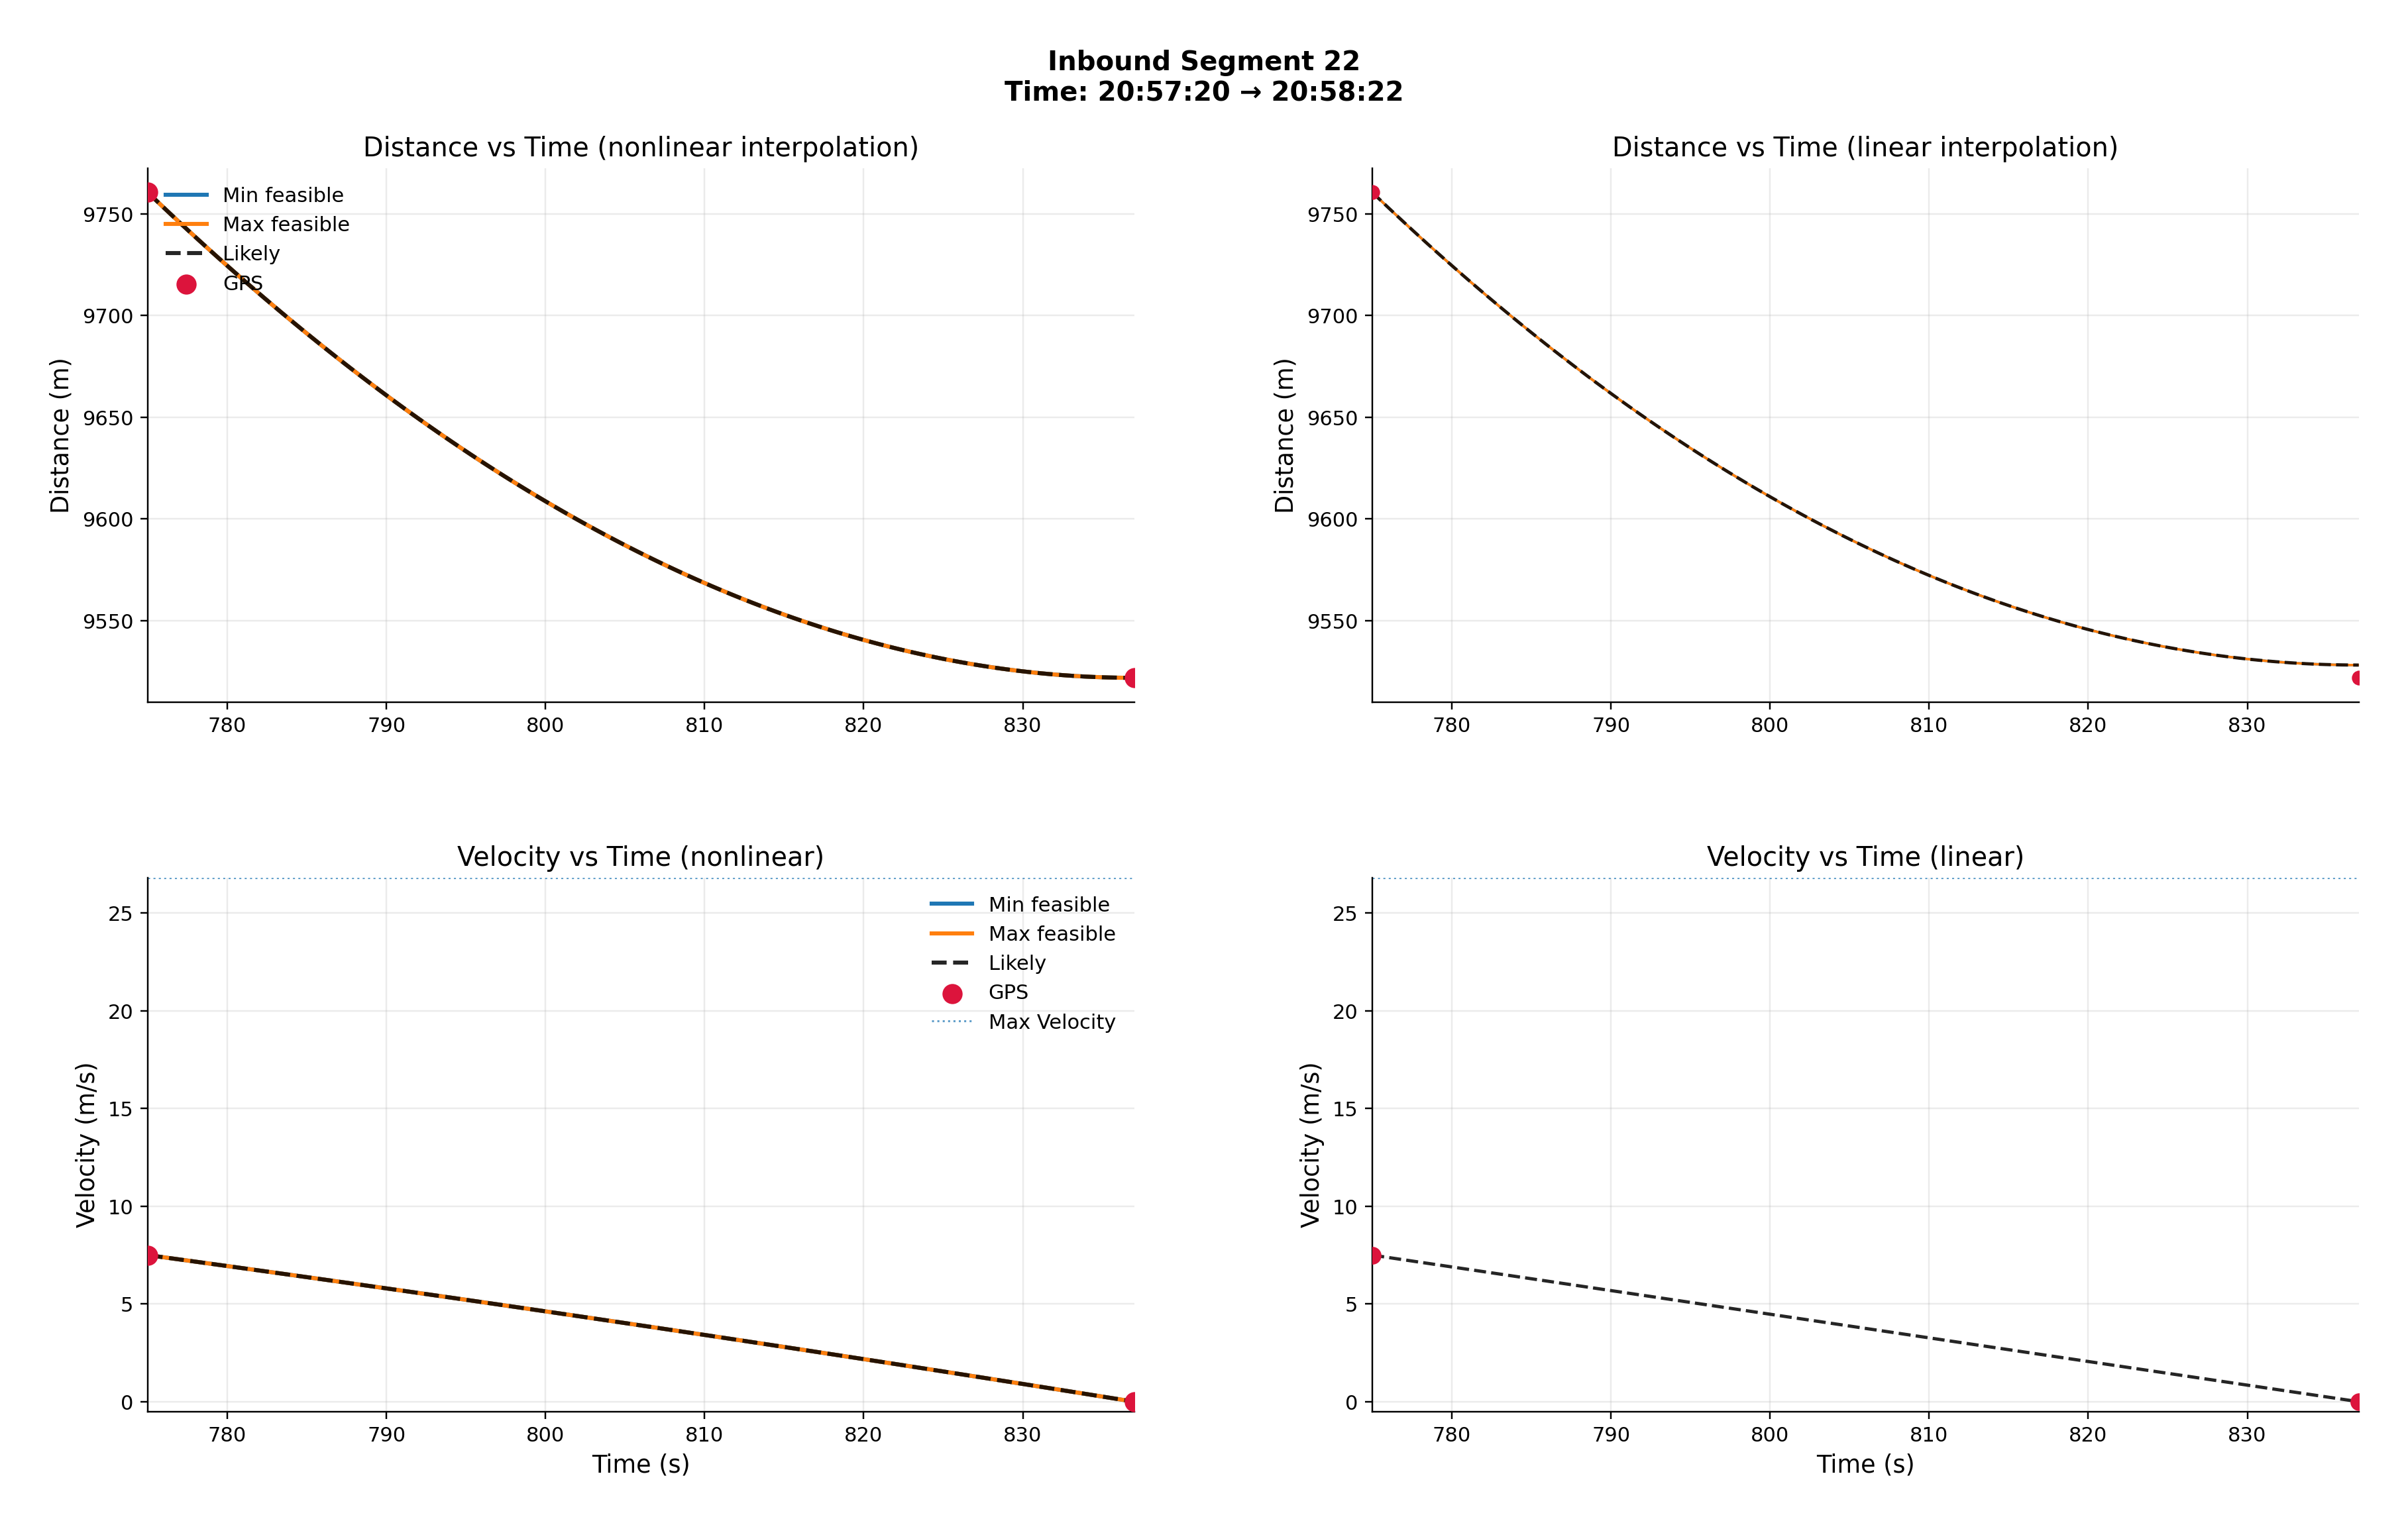 Inbound Segment 22
Time: 20:57:20 → 20:58:22
Distance vs Time (nonlinear interpolation)
Distance (m)
9750
9700
9650
9600
9550
Min feasible
Max feasible
Likely
GPS
780 790 800 810 820 830
Distance vs Time (linear interpolation)
Distance (m)
9750
9700
9650
9600
9550
780 790 800 810 820 830
Velocity vs Time (nonlinear)
Velocity (m/s)
25
20
15
10
5
0
Min feasible
Max feasible
Likely
GPS
Max Velocity
780 790 800 810 820 830
Time (s)
Velocity vs Time (linear)
Velocity (m/s)
25
20
15
10
5
0
780 790 800 810 820 830
Time (s)